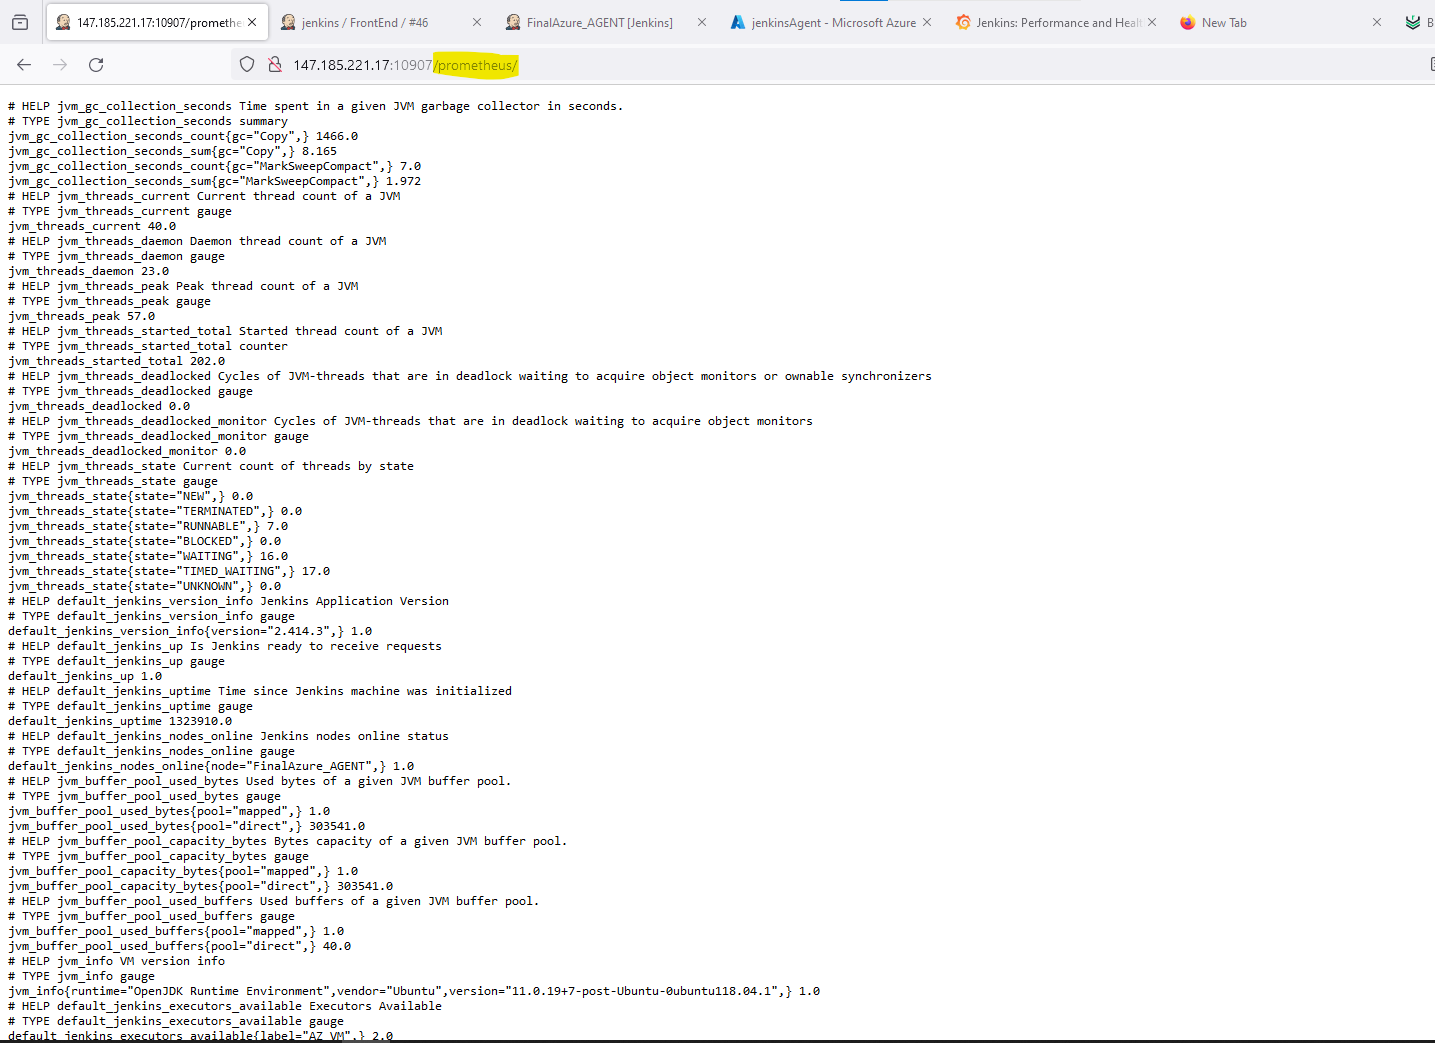 147.185.221.17:10907/prometh
jenkins / FrontEnd / #46
FinalAzure_AGENT [Jenkins]
jenkinsAgent - Microsoft Azure
Jenkins: Performance and Heal
New Tab
B
147.185.221.17:10907/prometheus/
# HELP jvm_gc_collection_seconds Time spent in a given JVM garbage collector in seconds.
# TYPE jvm_gc_collection_seconds summary
jvm_gc_collection_seconds_count{gc="Copy",} 1466.0
jvm_gc_collection_seconds_sum{gc="Copy",} 8.165
jvm_gc_collection_seconds_count{gc="MarkSweepCompact",} 7.0
jvm_gc_collection_seconds_sum{gc="MarkSweepCompact",} 1.972
# HELP jvm_threads_current Current thread count of a JVM
# TYPE jvm_threads_current gauge
jvm_threads_current 40.0
# HELP jvm_threads_daemon Daemon thread count of a JVM
# TYPE jvm_threads_daemon gauge
jvm_threads_daemon 23.0
# HELP jvm_threads_peak Peak thread count of a JVM
# TYPE jvm_threads_peak gauge
jvm_threads_peak 57.0
# HELP jvm_threads_started_total Started thread count of a JVM
# TYPE jvm_threads_started_total counter
jvm_threads_started_total 202.0
# HELP jvm_threads_deadlocked Cycles of JVM-threads that are in deadlock waiting to acquire object monitors or ownable synchronizers
# TYPE jvm_threads_deadlocked gauge
jvm_threads_deadlocked 0.0
# HELP jvm_threads_deadlocked_monitor Cycles of JVM-threads that are in deadlock waiting to acquire object monitors
# TYPE jvm_threads_deadlocked_monitor gauge
jvm_threads_deadlocked_monitor 0.0
# HELP jvm_threads_state Current count of threads by state
# TYPE jvm_threads_state gauge
jvm_threads_state{state="NEW",} 0.0
jvm_threads_state{state="TERMINATED",} 0.0
jvm_threads_state{state="RUNNABLE",} 7.0
jvm_threads_state{state="BLOCKED",} 0.0
jvm_threads_state{state="WAITING",} 16.0
jvm_threads_state{state="TIMED_WAITING",} 17.0
jvm_threads_state{state="UNKNOWN",} 0.0
# HELP default_jenkins_version_info Jenkins Application Version
# TYPE default_jenkins_version_info gauge
default_jenkins_version_info{version="2.414.3",} 1.0
# HELP default_jenkins_up Is Jenkins ready to receive requests
# TYPE default_jenkins_up gauge
default_jenkins_up 1.0
# HELP default_jenkins_uptime Time since Jenkins machine was initialized
# TYPE default_jenkins_uptime gauge
default_jenkins_uptime 1323910.0
# HELP default_jenkins_nodes_online Jenkins nodes online status
# TYPE default_jenkins_nodes_online gauge
default_jenkins_nodes_online{node="FinalAzure_AGENT",} 1.0
# HELP jvm_buffer_pool_used_bytes Used bytes of a given JVM buffer pool.
# TYPE jvm_buffer_pool_used_bytes gauge
jvm_buffer_pool_used_bytes{pool="mapped",} 1.0
jvm_buffer_pool_used_bytes{pool="direct",} 303541.0
# HELP jvm_buffer_pool_capacity_bytes Bytes capacity of a given JVM buffer pool.
# TYPE jvm_buffer_pool_capacity_bytes gauge
jvm_buffer_pool_capacity_bytes{pool="mapped",} 1.0
jvm_buffer_pool_capacity_bytes{pool="direct",} 303541.0
# HELP jvm_buffer_pool_used_buffers Used buffers of a given JVM buffer pool.
# TYPE jvm_buffer_pool_used_buffers gauge
jvm_buffer_pool_used_buffers{pool="mapped",} 1.0
jvm_buffer_pool_used_buffers{pool="direct",} 40.0
# HELP jvm_info VM version info
# TYPE jvm_info gauge
jvm_info{runtime="OpenJDK Runtime Environment",vendor="Ubuntu",version="11.0.19+7-post-Ubuntu-0ubuntu118.04.1",} 1.0
# HELP default_jenkins_executors_available Executors Available
# TYPE default_jenkins_executors_available gauge
default_jenkins_executors_available{label="AZ_VM",} 2.0